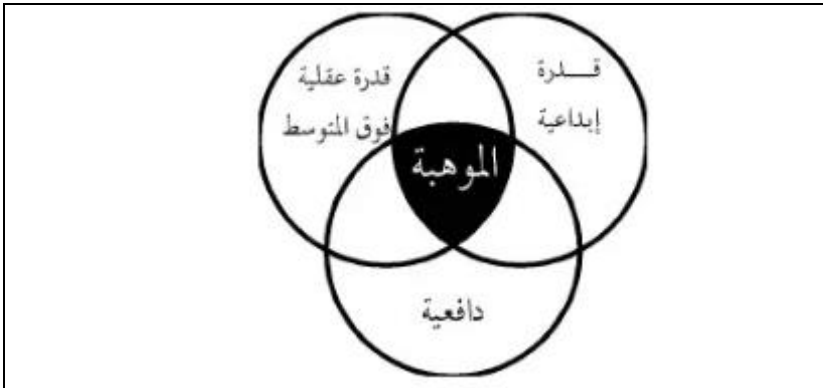 قـــدرة
إبداعية
قدرة عقلية
فوق المتوسط
الموهبة
دافعية